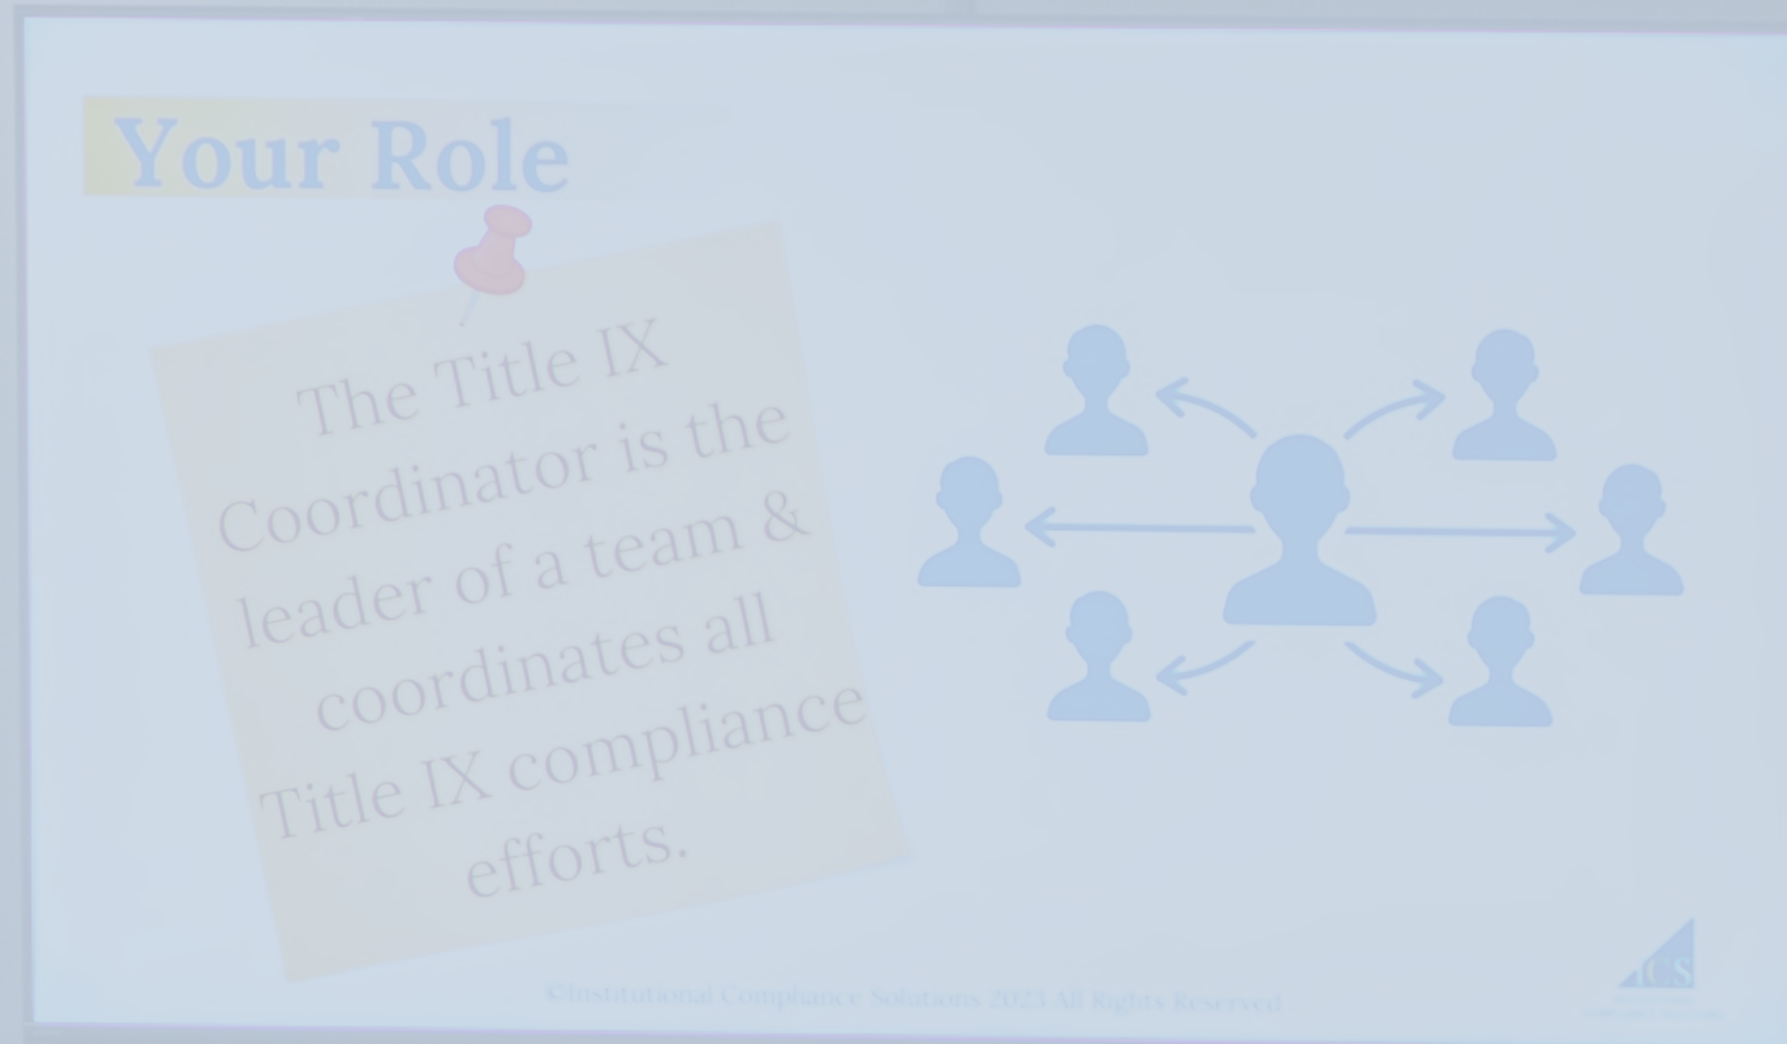 Your Role
The Title IX
Coordinator is the
leader of a team &
coordinates all
Title IX compliance
efforts.
©Institutional Compliance Solutions 2023 All Rights Reserved
ICS